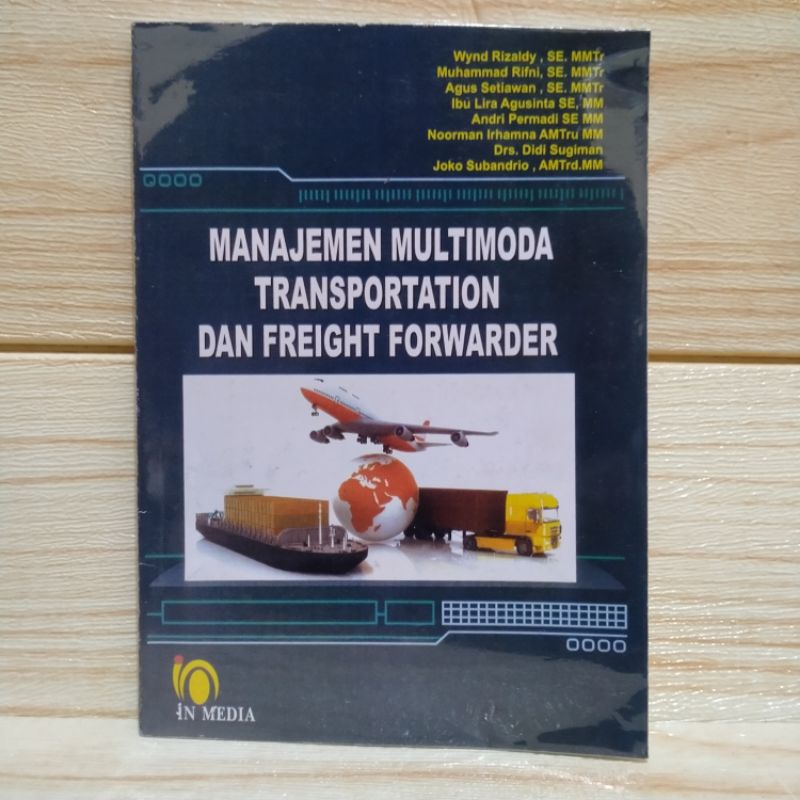 Wynd Rizaldy , SE. MMTr
Muhammad Rifni, SE. MMTr
Agus Setiawan , SE. MMTr
Ibu Lira Agusinta SE, MM
Andri Permadi SE MM
Noorman Irhamna AMTru MM
Drs. Didi Sugiman
Joko Subandrio , AMTrd.MM
MANAJEMEN MULTIMODA
TRANSPORTATION
DAN FREIGHT FORWARDER
IN MEDIA